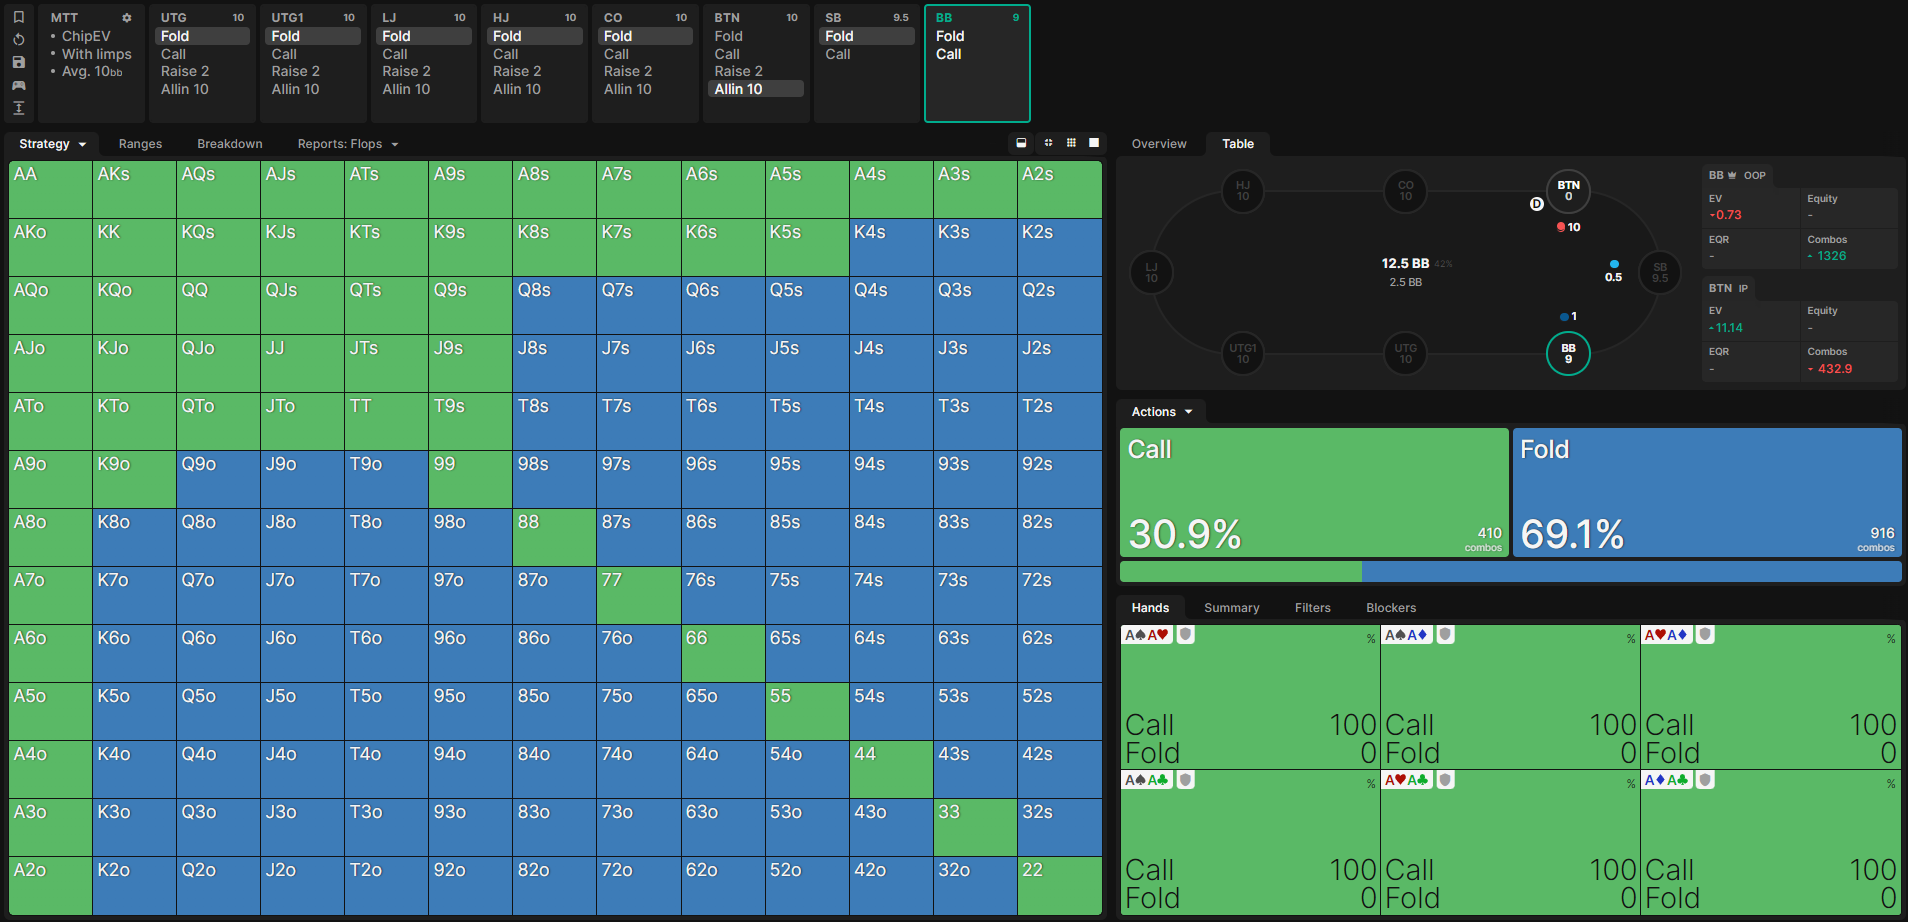 MTT
ChipEV
With limps
Avg. 10bb
UTG 10
Fold
Call
Raise 2
Allin 10
UTG1 10
Fold
Call
Raise 2
Allin 10
LJ 10
Fold
Call
Raise 2
Allin 10
HJ 10
Fold
Call
Raise 2
Allin 10
CO 10
Fold
Call
Raise 2
Allin 10
BTN 10
Fold
Call
Raise 2
Allin 10
SB 9.5
Fold
Call
BB 9
Fold
Call
Strategy Ranges Breakdown Reports: Flops
AA AKs AQs AJs ATs A9s A8s A7s A6s A5s A4s A3s A2s
AKo KK KQs KJs KTs K9s K8s K7s K6s K5s K4s K3s K2s
AQo KQo QQ QJs QTs Q9s Q8s Q7s Q6s Q5s Q4s Q3s Q2s
AJo KJo QJo JJ JTs J9s J8s J7s J6s J5s J4s J3s J2s
ATo KTo QTo JTo TT T9s T8s T7s T6s T5s T4s T3s T2s
A9o K9o Q9o J9o T9o 99 98s 97s 96s 95s 94s 93s 92s
A8o K8o Q8o J8o T8o 98o 88 87s 86s 85s 84s 83s 82s
A7o K7o Q7o J7o T7o 97o 87o 77 76s 75s 74s 73s 72s
A6o K6o Q6o J6o T6o 96o 86o 76o 66 65s 64s 63s 62s
A5o K5o Q5o J5o T5o 95o 85o 75o 65o 55 54s 53s 52s
A4o K4o Q4o J4o T4o 94o 84o 74o 64o 54o 44 43s 42s
A3o K3o Q3o J3o T3o 93o 83o 73o 63o 53o 43o 33 32s
A2o K2o Q2o J2o T2o 92o 82o 72o 62o 52o 42o 32o 22
Overview Table
HJ
10
CO
10
BTN
0
D
10
LJ
10
12.5 BB 42%
2.5 BB
0.5
SB
9.5
1
UTG1
10
UTG
10
BB
9
BB OOP
EV Equity
-0.73 -
EQR Combos
- 1326
BTN IP
EV Equity
11.14 -
EQR Combos
- 432.9
Actions
Call
30.9%
410
combos
Fold
69.1%
916
combos
Hands Summary Filters Blockers
A♠A♥ %
Call 100
Fold 0
A♠A♦ %
Call 100
Fold 0
A♥A♦ %
Call 100
Fold 0
A♠A♣ %
Call 100
Fold 0
A♥A♣ %
Call 100
Fold 0
A♦A♣ %
Call 100
Fold 0